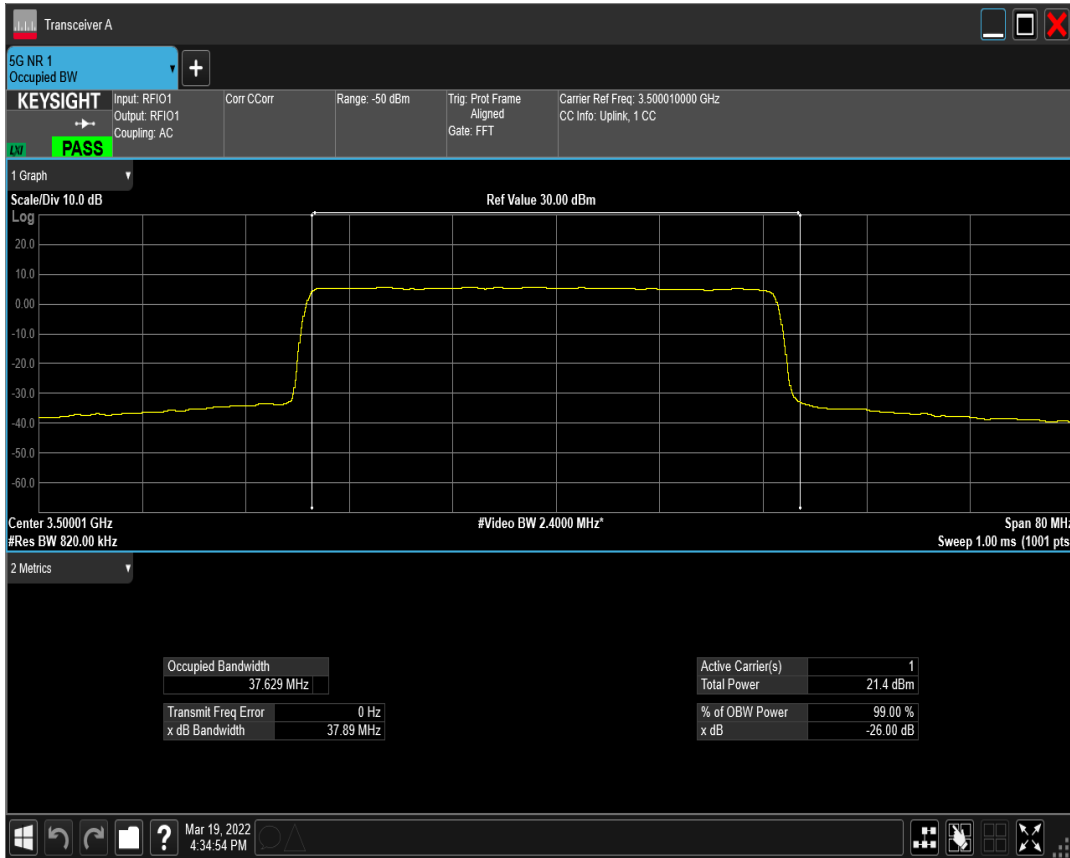 Transceiver A
5G NR 1
Occupied BW
KEYSIGHT
LXI
PASS
Input: RFIO1
Output: RFIO1
Coupling: AC
Corr CCorr
Range: -50 dBm
Trig: Prot Frame
Aligned
Gate: FFT
Carrier Ref Freq: 3.500010000 GHz
CC Info: Uplink, 1 CC
1 Graph
Scale/Div 10.0 dB
Ref Value 30.00 dBm
Log
20.0
10.0
0.00
-10.0
-20.0
-30.0
-40.0
-50.0
-60.0
Center 3.50001 GHz
#Video BW 2.4000 MHz*
Span 80 MHz
#Res BW 820.00 kHz
Sweep 1.00 ms (1001 pts
2 Metrics
Occupied Bandwidth
37.629 MHz
Transmit Freq Error 0 Hz
x dB Bandwidth 37.89 MHz
Active Carrier(s) 1
Total Power 21.4 dBm
% of OBW Power 99.00 %
x dB -26.00 dB
?
Mar 19, 2022
4:34:54 PM